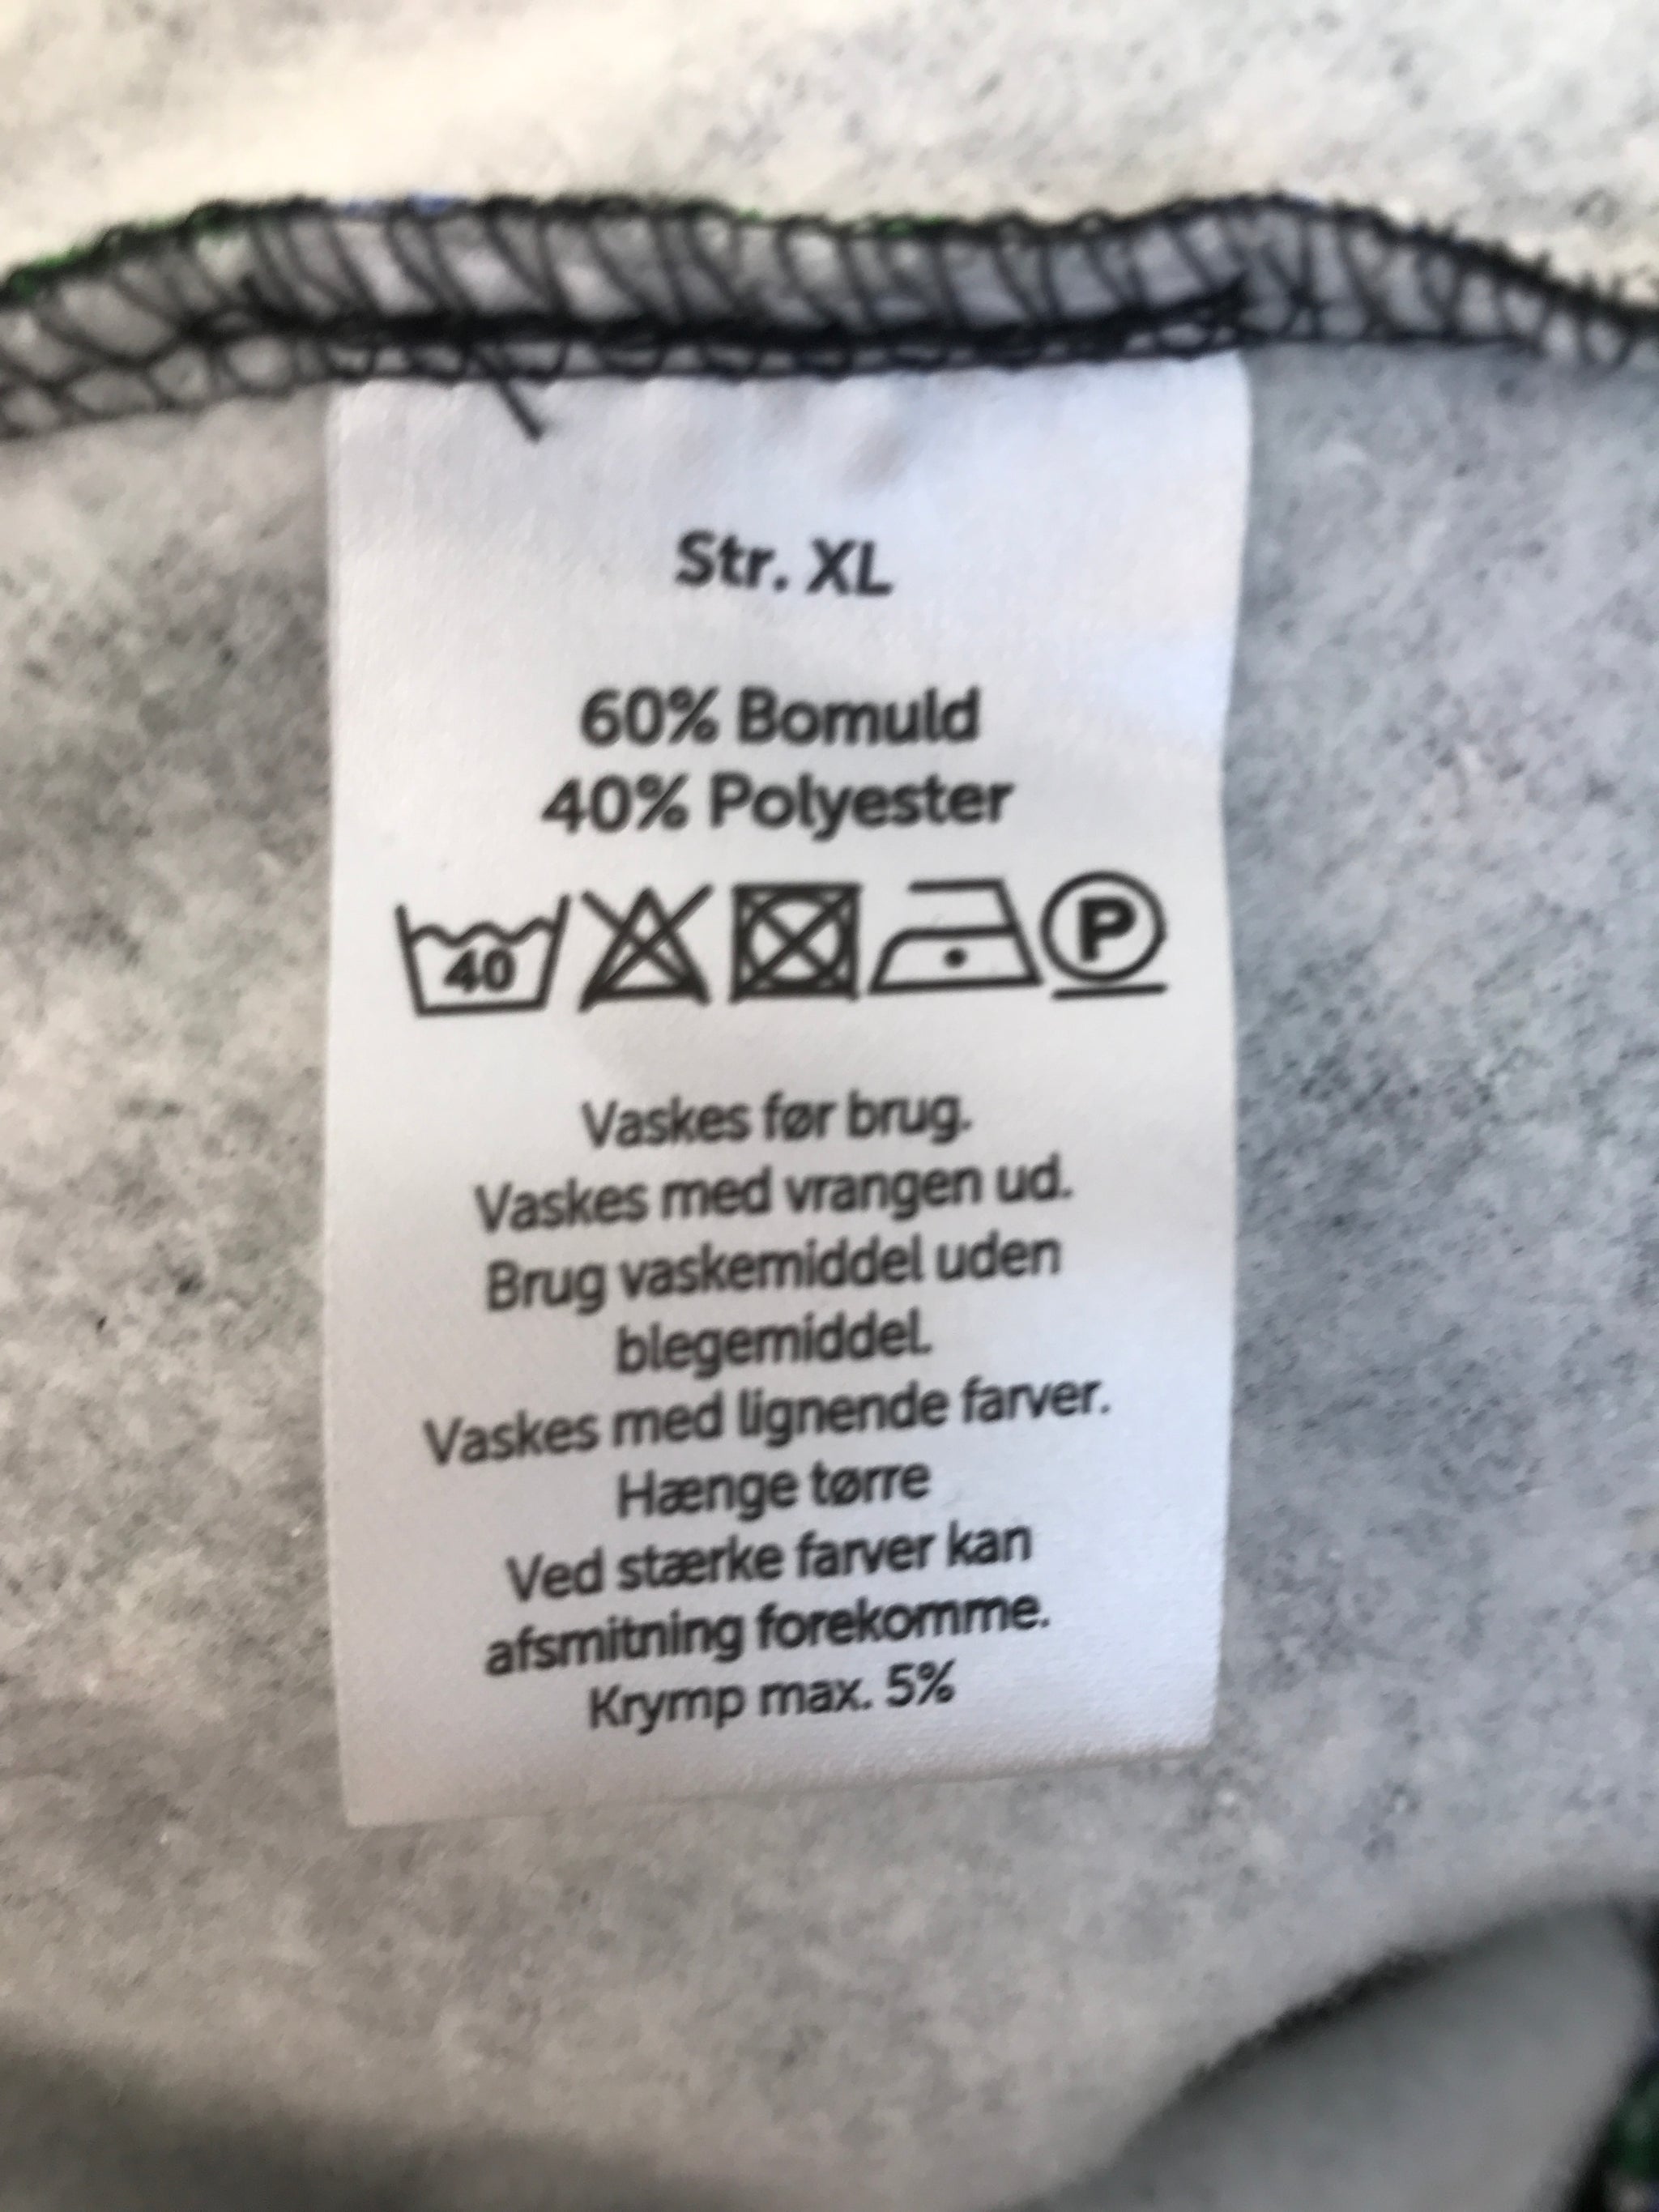 Str. XL
60% Bomuld
40% Polyester
40 P
Vaskes før brug.
Vaskes med vrangen ud.
Brug vaskemiddel uden
blegemiddel.
Vaskes med lignende farver.
Hænge tørre
Ved stærke farver kan
afsmitning forekomme.
Krymp max. 5%